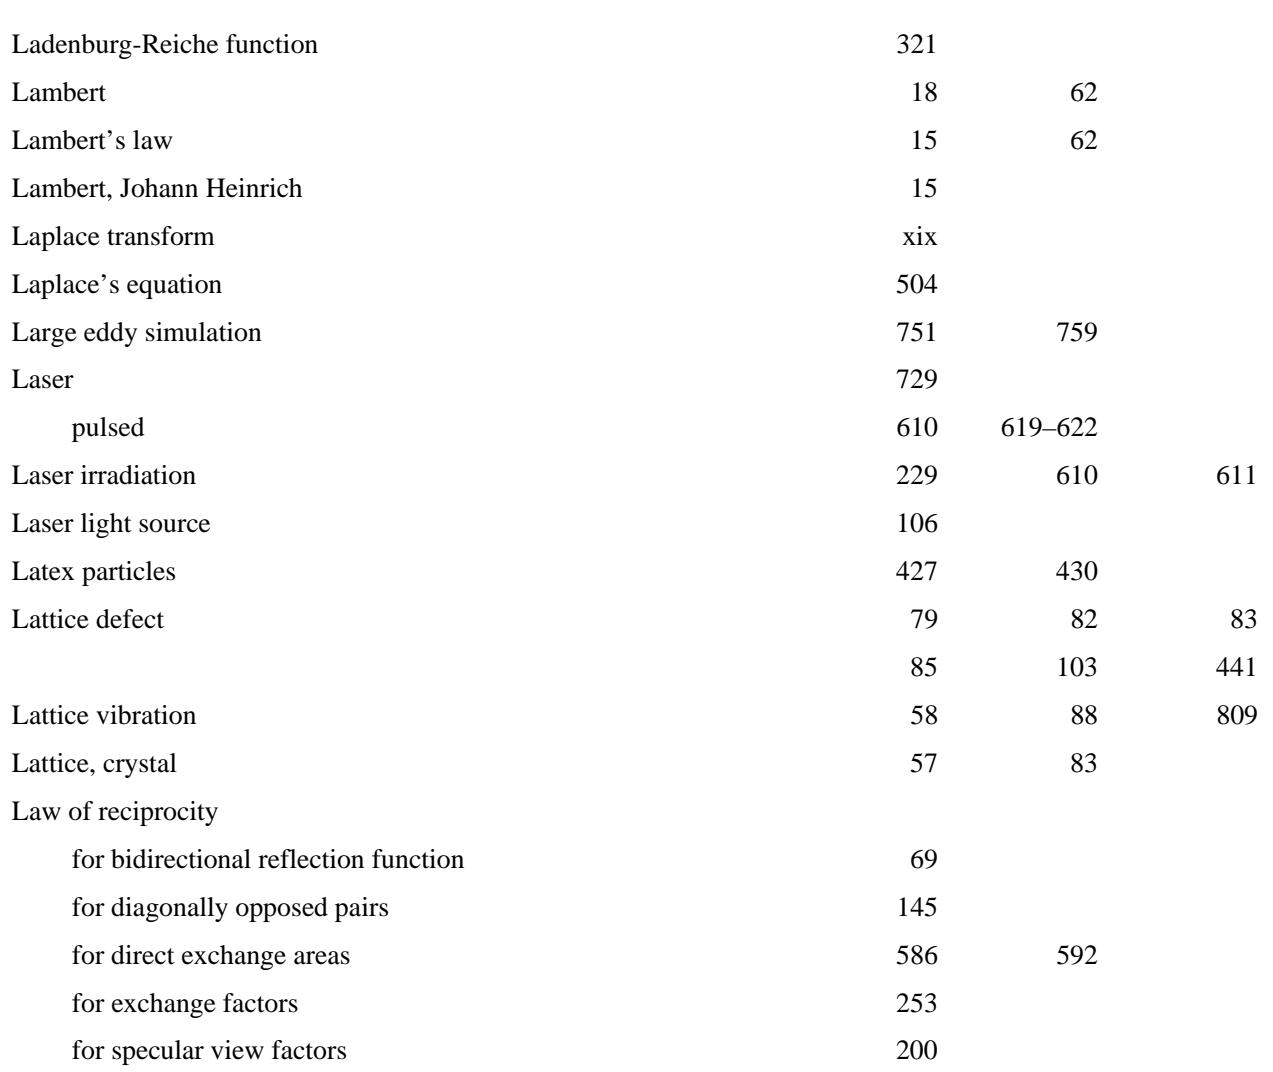 Ladenburg-Reiche function 321
Lambert 18 62
Lambert’s law 15 62
Lambert, Johann Heinrich 15
Laplace transform xix
Laplace’s equation 504
Large eddy simulation 751 759
Laser 729
pulsed 610 619–622
Laser irradiation 229 610 611
Laser light source 106
Latex particles 427 430
Lattice defect 79 82 83
85 103 441
Lattice vibration 58 88 809
Lattice, crystal 57 83
Law of reciprocity
for bidirectional reflection function 69
for diagonally opposed pairs 145
for direct exchange areas 586 592
for exchange factors 253
for specular view factors 200